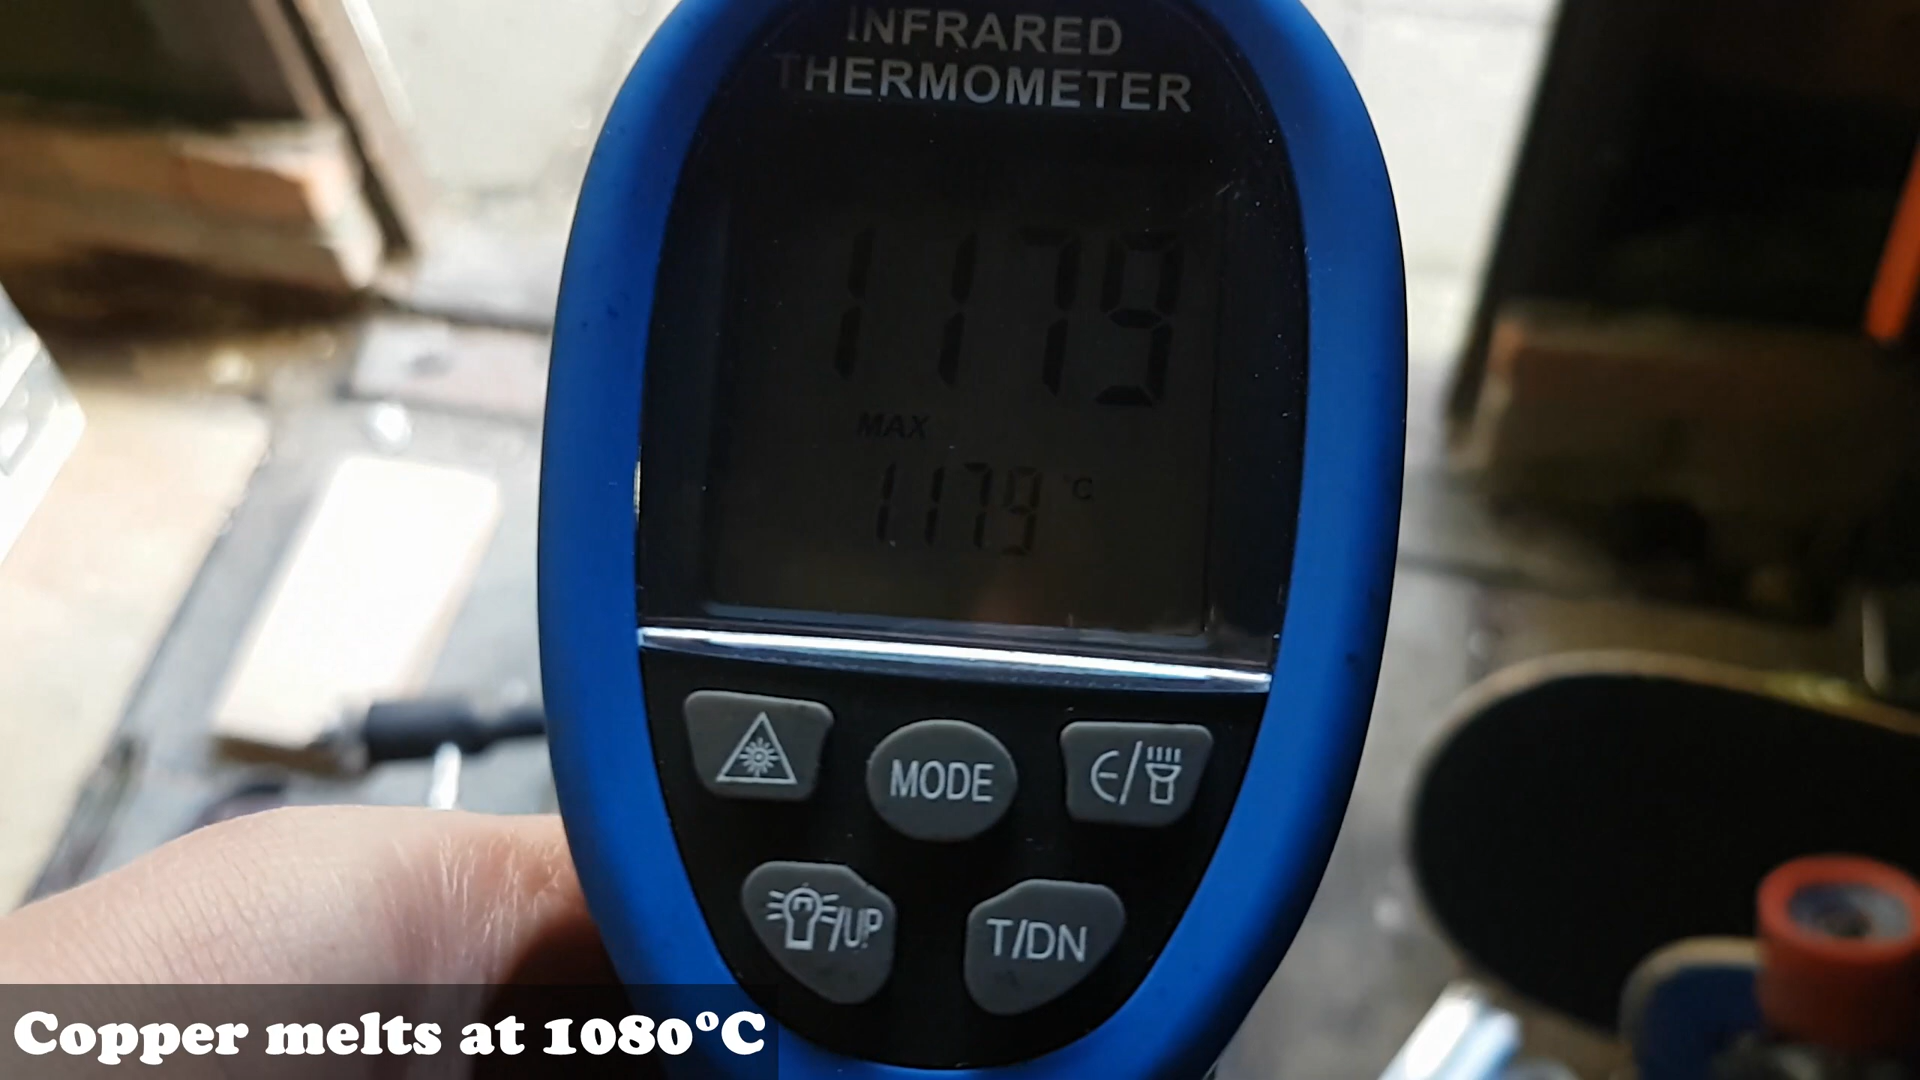 INFRARED
THERMOMETER
1179
MAX
1179 °C
MODE
E/
/UP
T/DN
Copper melts at 1080°C